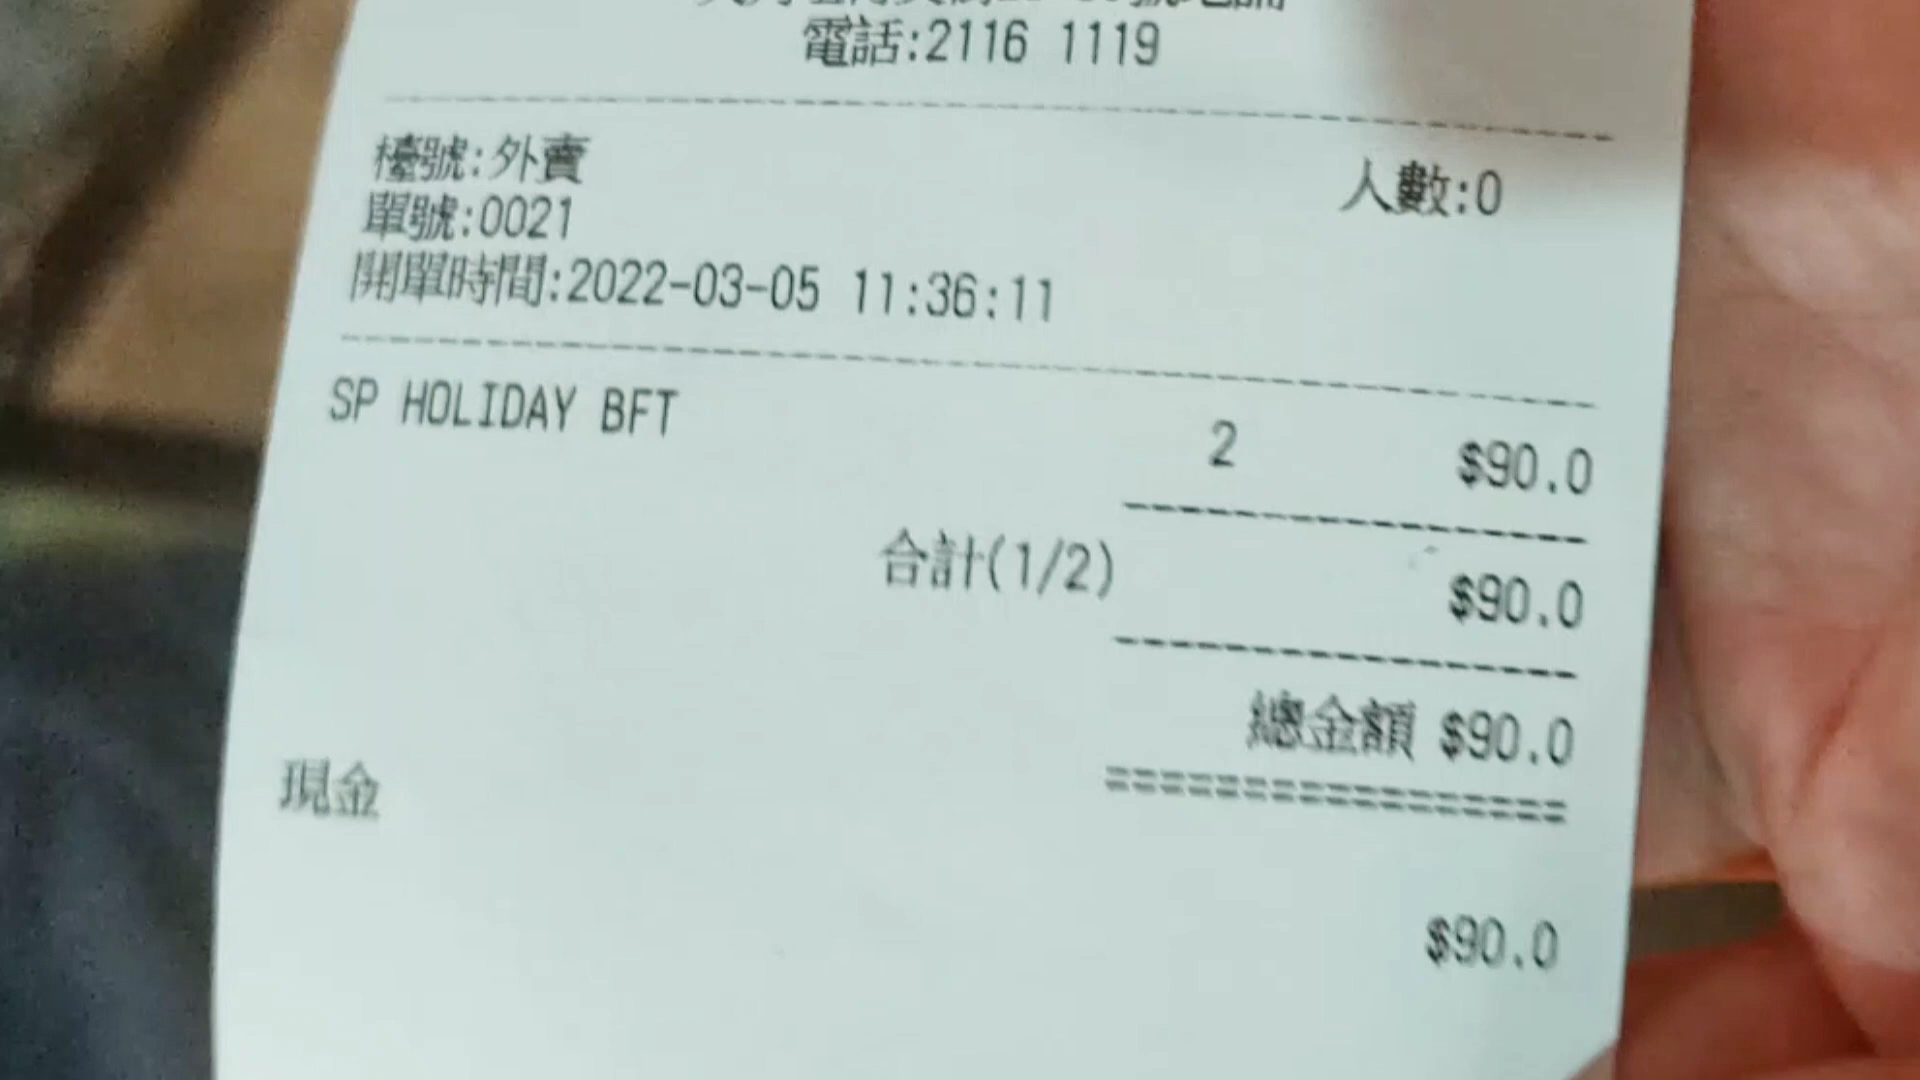 電話:2116 1119
檯號:外賣 人數:0
單號:0021
開單時間:2022-03-05 11:36:11
SP HOLIDAY BFT 2 $90.0
合計(1/2) $90.0
總金額 $90.0
現金
$90.0